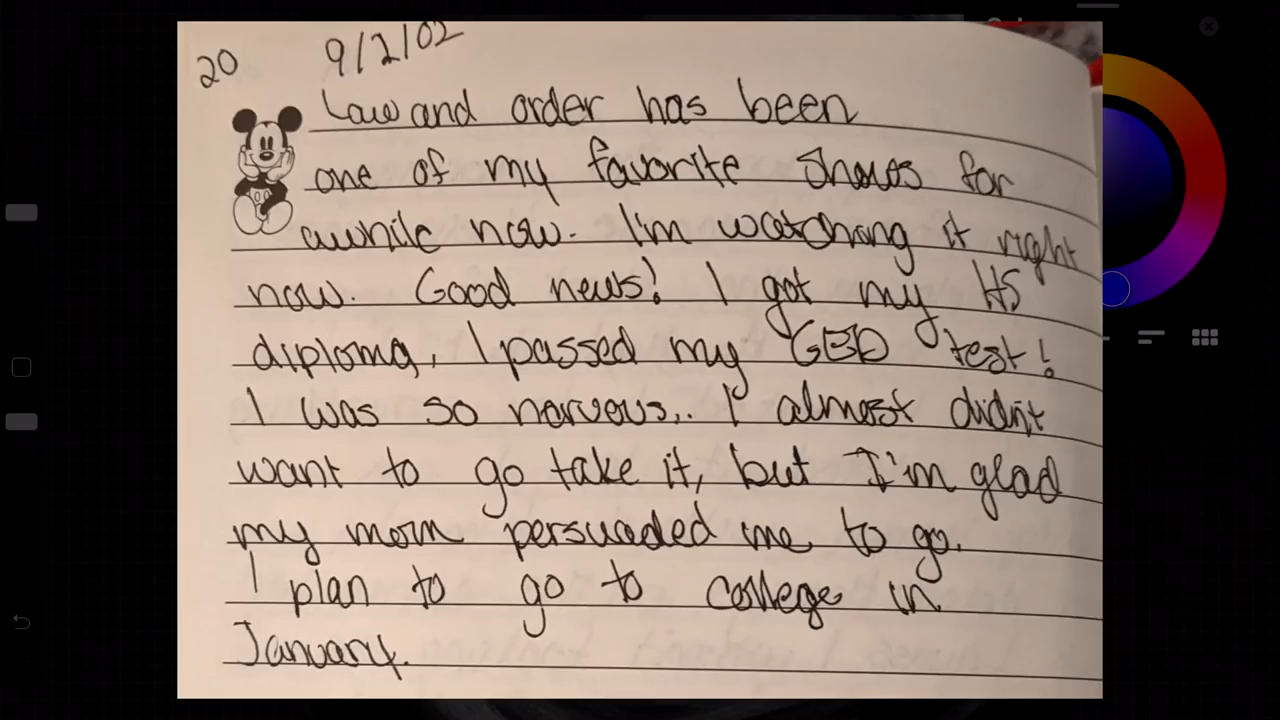 20 9/2/02
Law and order has been
one of my favorite shows for
awhile now. I'm watching it right
now. Good news! I got my HS
diploma, I passed my GED test!
I was so nervous.. I almost didn't
want to go take it, but I'm glad
my mom persuaded me to go.
I plan to go to college in
January.